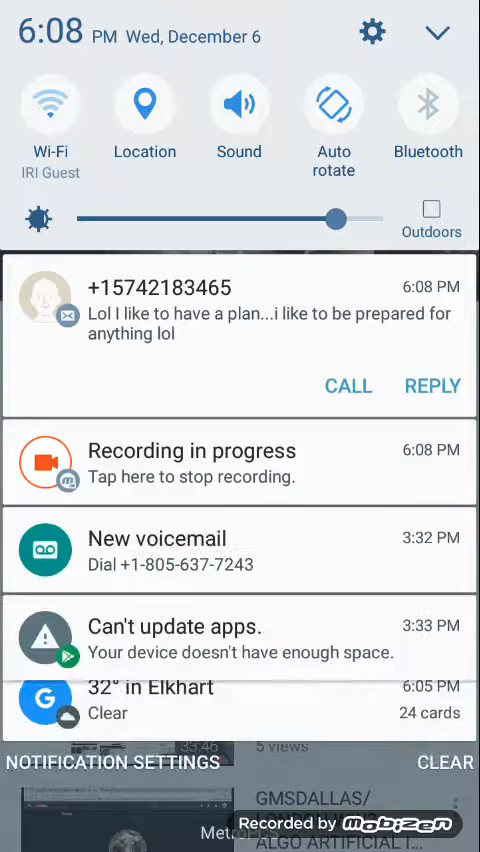 6:08 PM Wed, December 6
Wi-Fi
IRI Guest
Location
Sound
Auto
rotate
Bluetooth
Outdoors
+15742183465 6:08 PM
Lol I like to have a plan...i like to be prepared for
anything lol
CALL REPLY
Recording in progress 6:08 PM
Tap here to stop recording.
New voicemail 3:32 PM
Dial +1-805-637-7243
Can't update apps. 3:33 PM
Your device doesn't have enough space.
32° in Elkhart 6:05 PM
Clear 24 cards
33:46 5 views
NOTIFICATION SETTINGS CLEAR
GMSDALLAS/
Recorded by mobizen
ALGO ARTIFICIAL I...